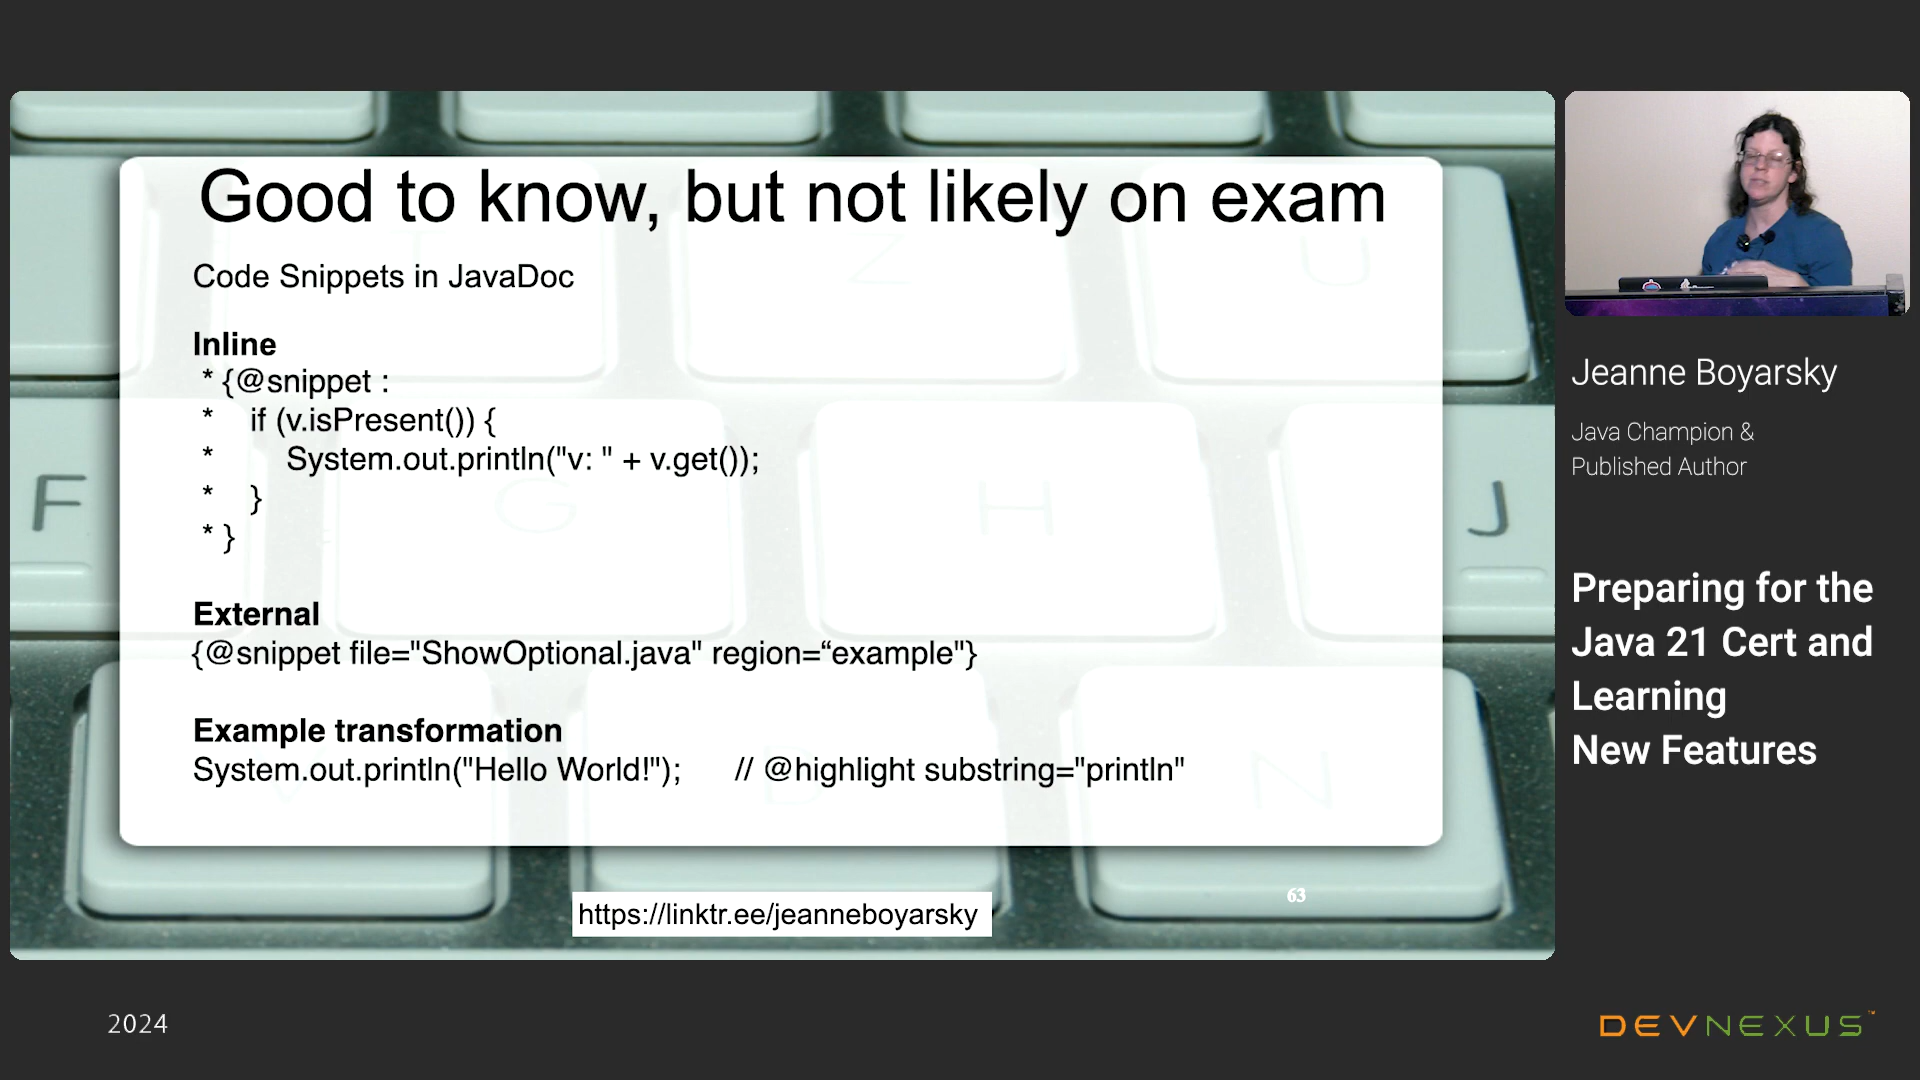 Good to know, but not likely on exam
Code Snippets in JavaDoc
Inline
* {@snippet :
*    if (v.isPresent()) {
*        System.out.println("v: " + v.get());
*    }
* }
External
{@snippet file="ShowOptional.java" region=“example"}
Example transformation
System.out.println("Hello World!");      // @highlight substring="println"
63
https://linktr.ee/jeanneboyarsky
F
G
H
J
Z
U
D
N
Jeanne Boyarsky
Java Champion &
Published Author
Preparing for the
Java 21 Cert and
Learning
New Features
2024
DEVNEXUS™